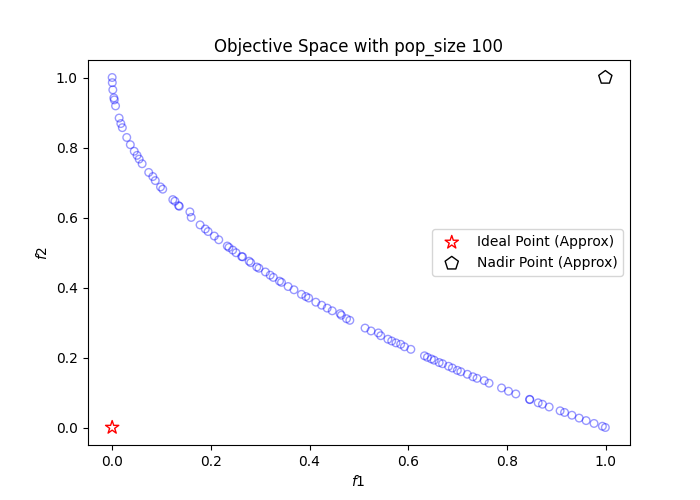 Objective Space with pop_size 100
1.0
0.8
0.6
0.4
0.2
0.0
f2
Ideal Point (Approx)
Nadir Point (Approx)
0.0 0.2 0.4 0.6 0.8 1.0
f1